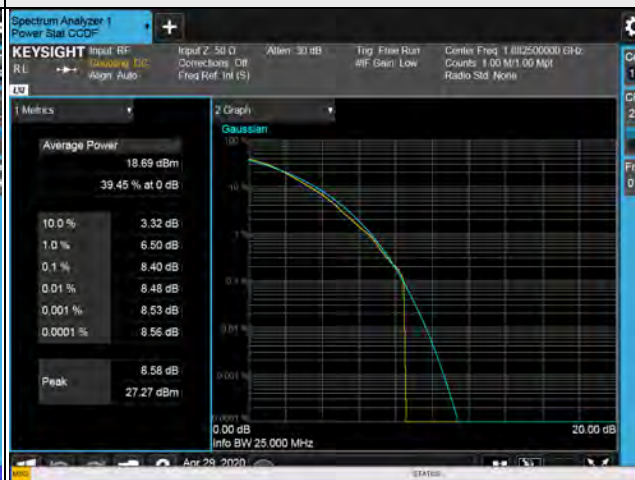 Spectrum Analyzer 1
Power Stat CCDF
+
KEYSIGHT
RL
Input: RF
Coupling: DC
Align: Auto
Input Z: 50 Ω
Corrections: Off
Freq Ref: Int (S)
Atten: 30 dB
Trig: Free Run
#IF Gain: Low
Center Freq: 1.882500000 GHz
Counts: 1.00 M/1.00 Mpt
Radio Std: None
LXI
1 Metrics
Average Power
18.69 dBm
39.45 % at 0 dB
10.0 % 3.32 dB
1.0 % 6.50 dB
0.1 % 8.40 dB
0.01 % 8.48 dB
0.001 % 8.53 dB
0.0001 % 8.56 dB
Peak
8.58 dB
27.27 dBm
2 Graph
Gaussian
100 %
10 %
1 %
0.1 %
0.01 %
0.001 %
0.0001 %
0.00 dB
20.00 dB
Info BW 25.000 MHz
Apr 29, 2020
MSG
STATUS